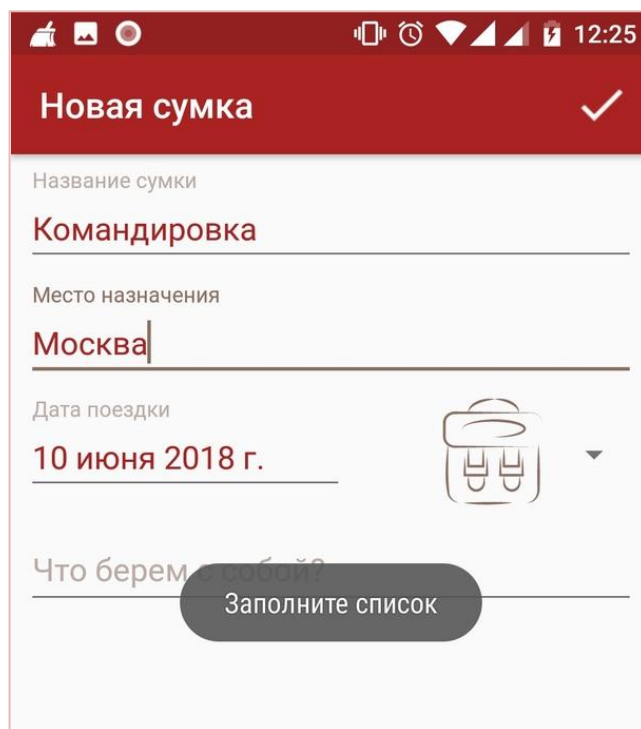 12:25
Новая сумка
Название сумки
Командировка
Место назначения
Москва
Дата поездки
10 июня 2018 г.
Что берем с собой?
Заполните список